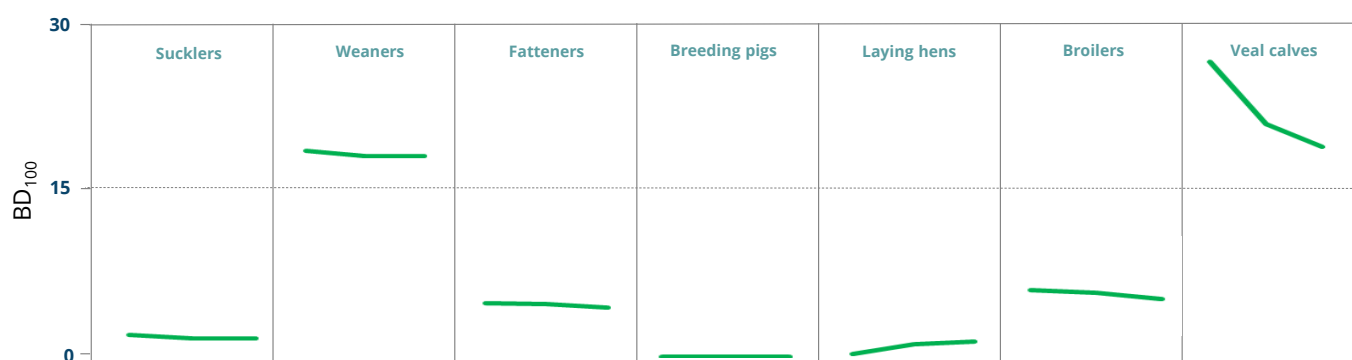 30
Sucklers
Weaners
Fatteners
Breeding pigs
Laying hens
Broilers
Veal calves
BD100
15
0